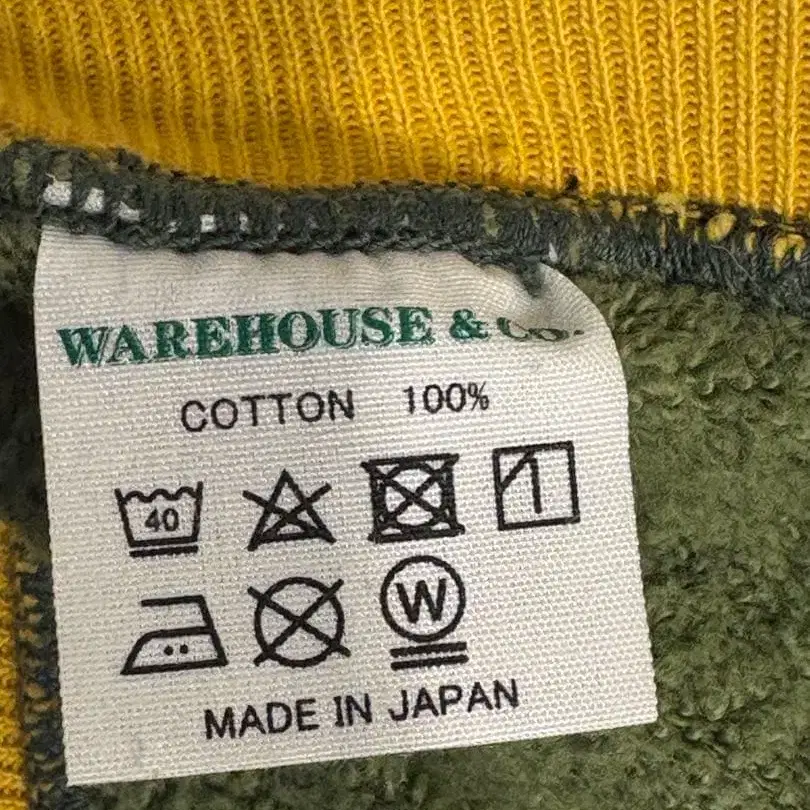 WAREHOUSE & CO.
COTTON 100%
40
W
MADE IN JAPAN